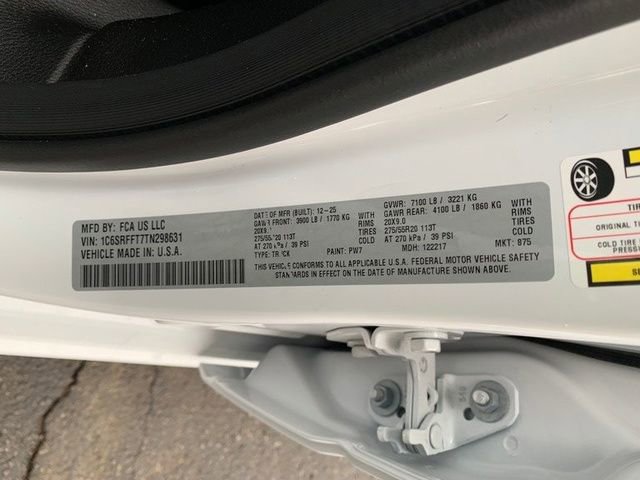 MFD BY: FCA US LLC
VIN: 1C6SRFFT7TN298631
VEHICLE MADE IN: U.S.A.
DATE OF MFR (BUILT): 12-25
GAWR FRONT: 3900 LB / 1770 KG WITH
20X9.0 RIMS
275/55R20 113T TIRES
AT 270 kPa / 39 PSI COLD
TYPE: TRUCK PAINT: PW7
GVWR: 7100 LB / 3221 KG
GAWR REAR: 4100 LB / 1860 KG WITH
20X9.0 RIMS
275/55R20 113T TIRES
AT 270 kPa / 39 PSI COLD
MDH: 122217 MKT: 875
THIS VEHICLE CONFORMS TO ALL APPLICABLE U.S.A. FEDERAL MOTOR VEHICLE SAFETY
STANDARDS IN EFFECT ON THE DATE OF MANUFACTURE SHOWN ABOVE.
TIRE
ORIGINAL TIRE
COLD TIRE
PRESSURE